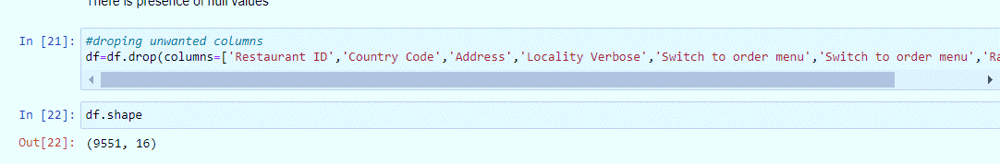 There is presence of null values
In [21]: #droping unwanted columns
df=df.drop(columns=['Restaurant ID','Country Code','Address','Locality Verbose','Switch to order menu','Switch to order menu','Ra
In [22]: df.shape
Out[22]: (9551, 16)